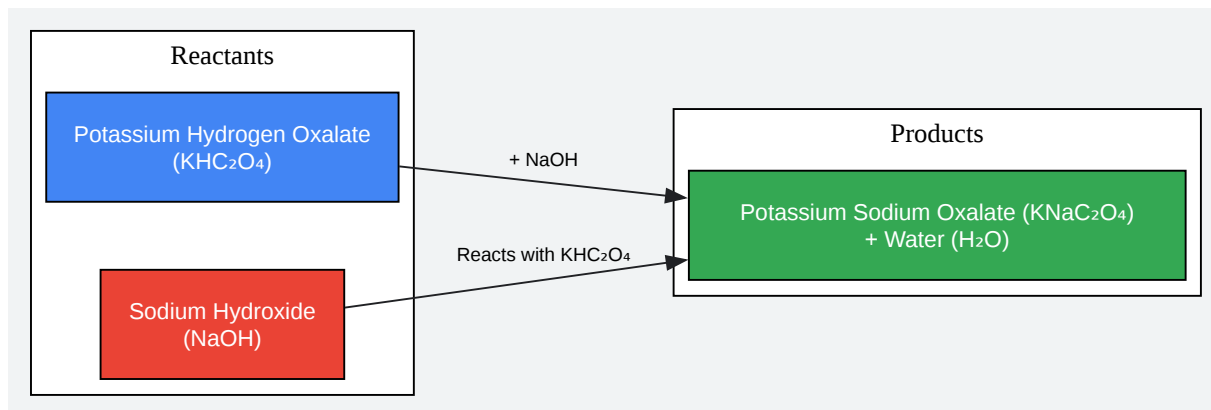 Reactants
Potassium Hydrogen Oxalate
(KHC₂O₄)
+ NaOH
Sodium Hydroxide
(NaOH)
Reacts with KHC₂O₄
Products
Potassium Sodium Oxalate (KNaC₂O₄)
+ Water (H₂O)